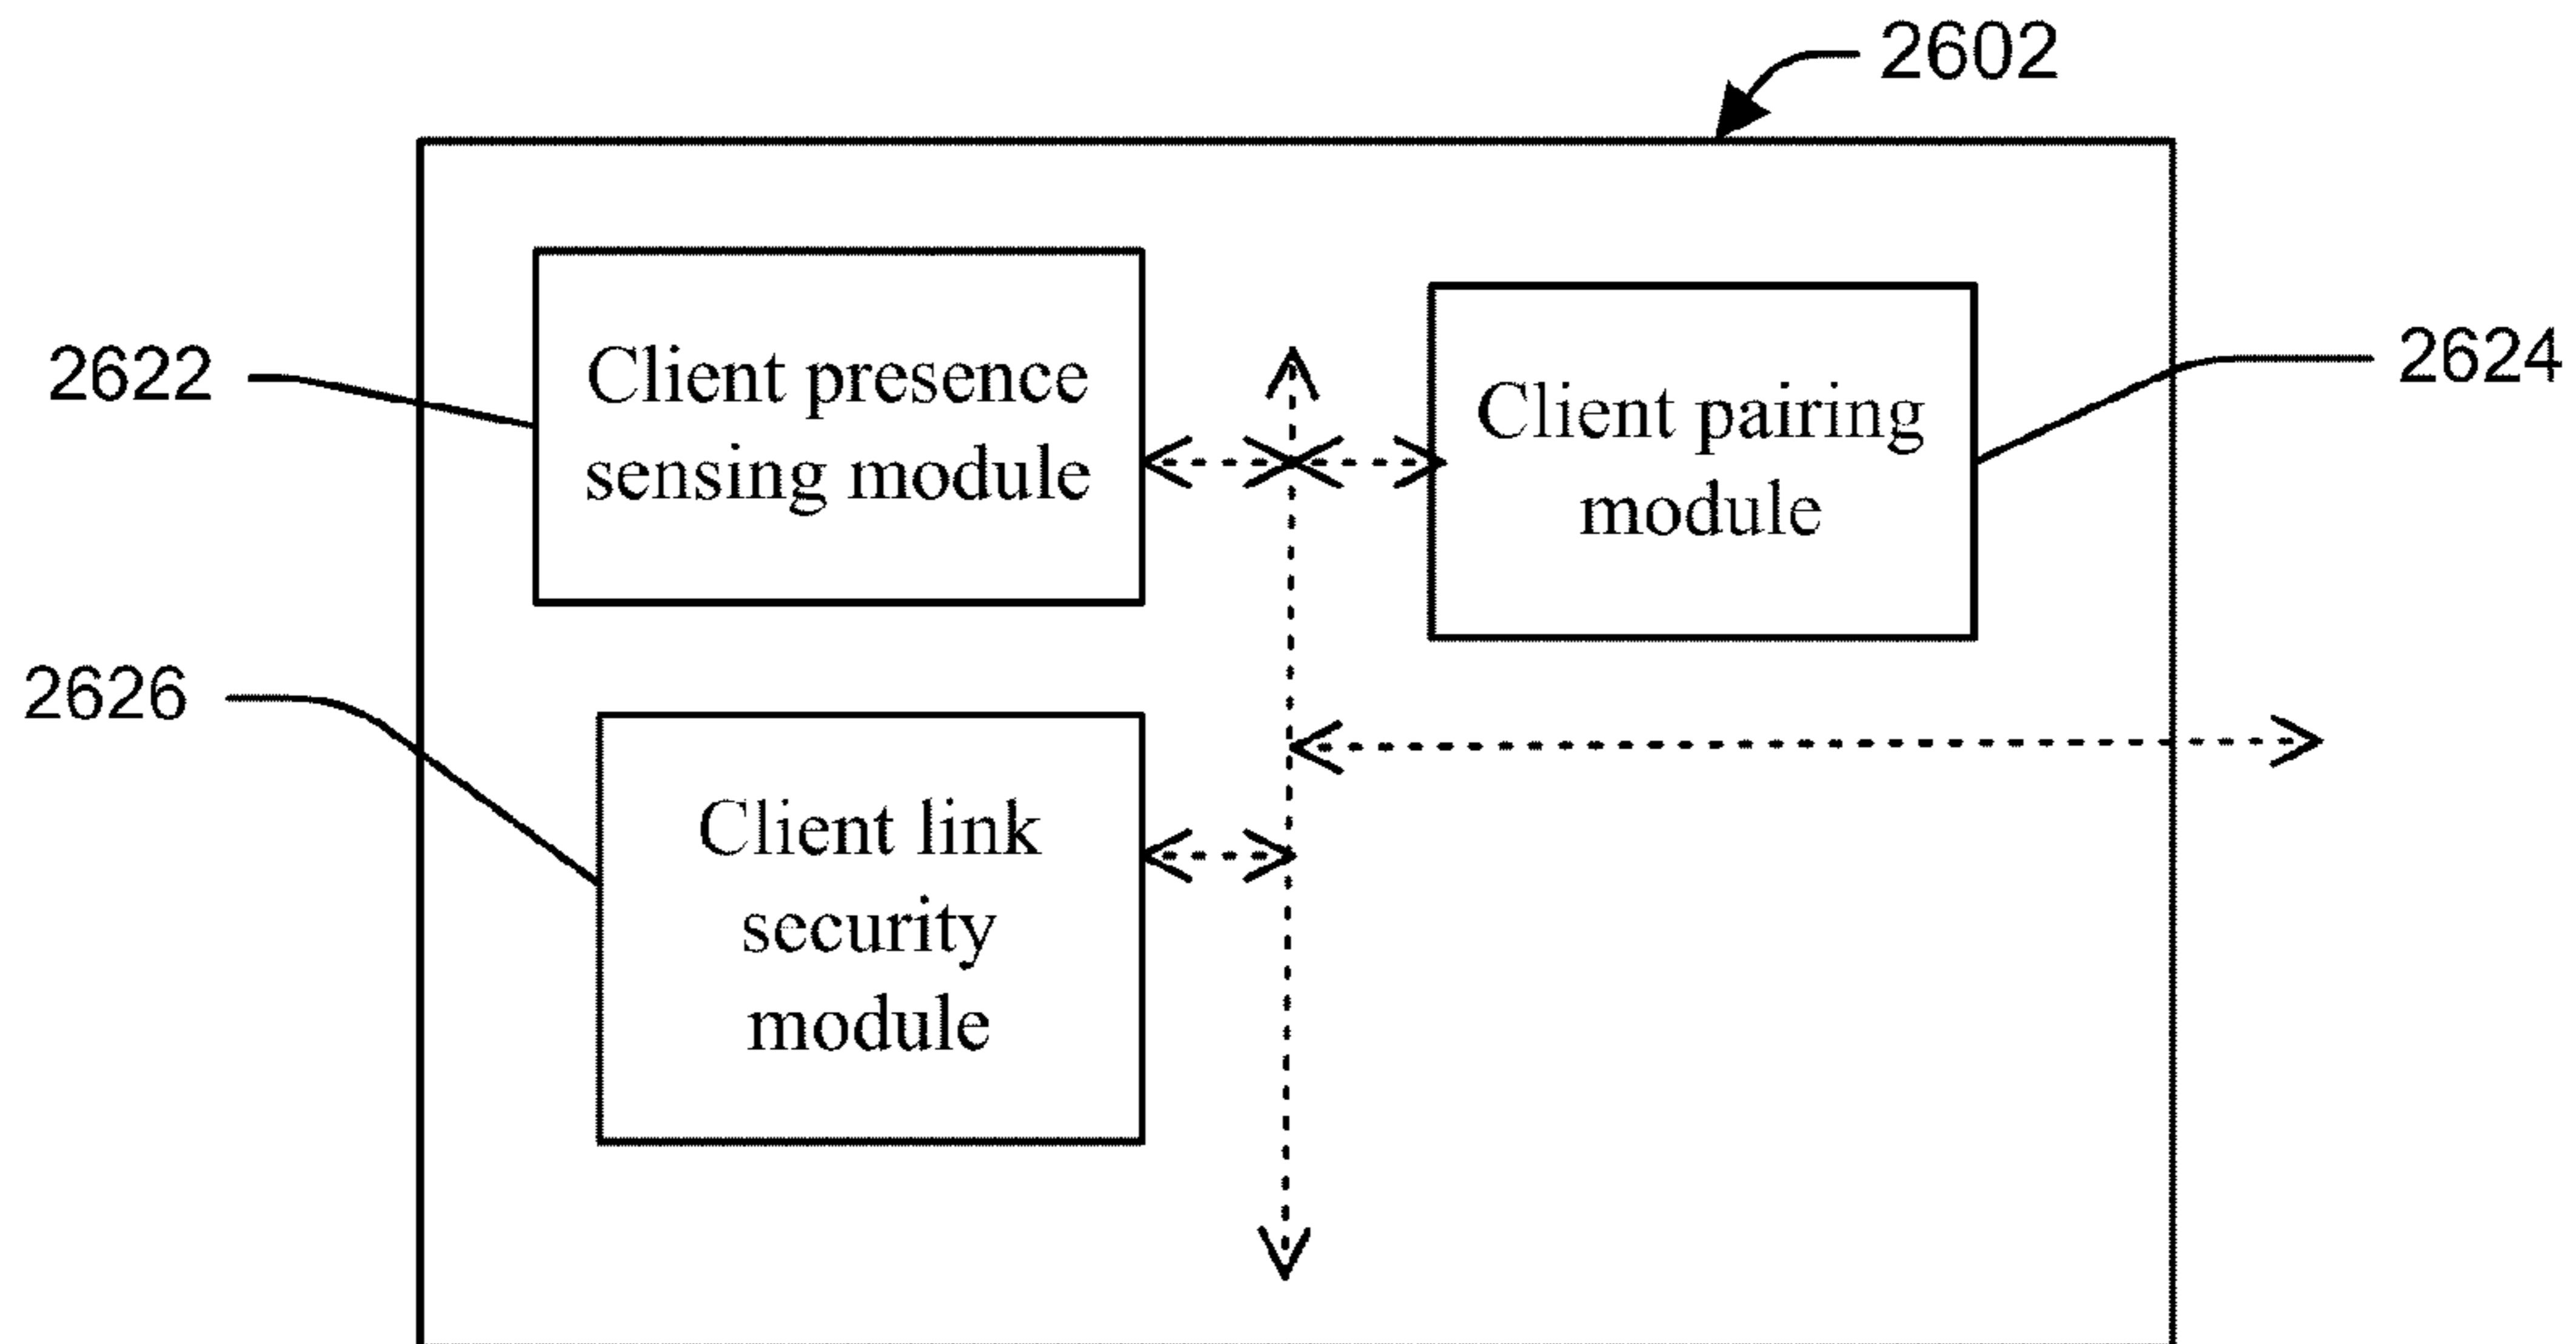 2602
2622
Client presence
sensing module
Client pairing
module
2624
2626
Client link
security
module